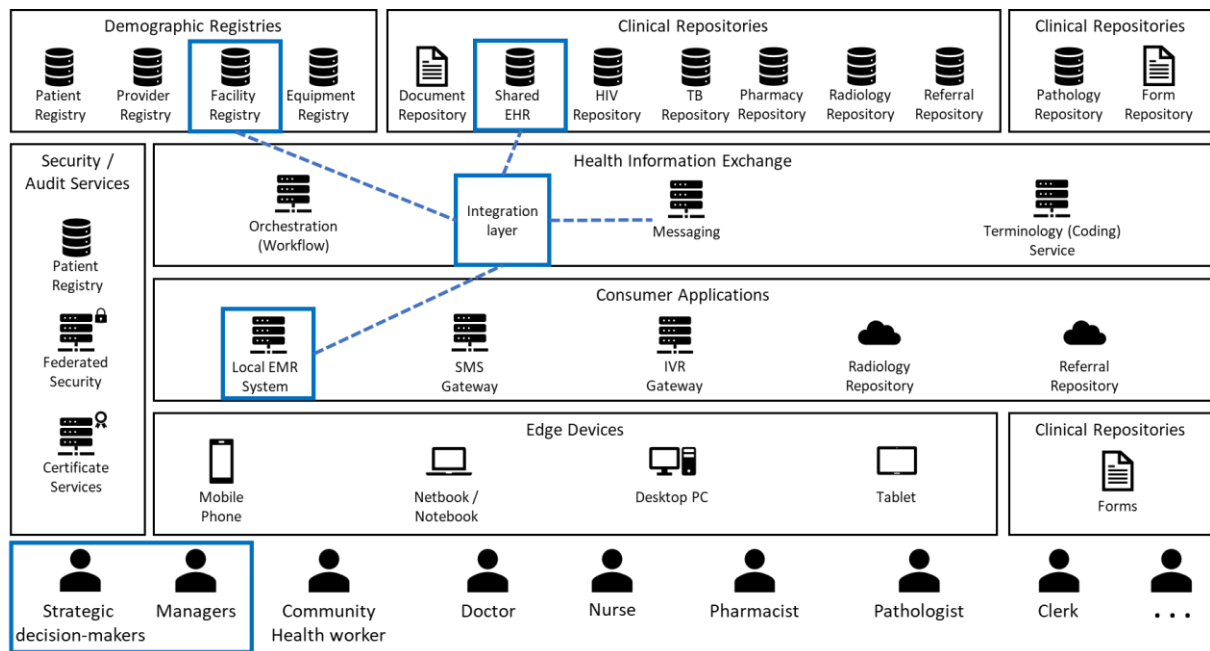 Demographic Registries
Patient
Registry
Provider
Registry
Facility
Registry
Equipment
Registry
Clinical Repositories
Document
Repository
Shared
EHR
HIV
Repository
TB
Repository
Pharmacy
Repository
Radiology
Repository
Referral
Repository
Clinical Repositories
Pathology
Repository
Form
Repository
Security /
Audit Services
Patient
Registry
Federated
Security
Certificate
Services
Health Information Exchange
Orchestration
(Workflow)
Integration
layer
Messaging
Terminology (Coding)
Service
Consumer Applications
Local EMR
System
SMS
Gateway
IVR
Gateway
Radiology
Repository
Referral
Repository
Edge Devices
Mobile
Phone
Netbook /
Notebook
Desktop PC
Tablet
Clinical Repositories
Forms
Strategic
decision-makers
Managers
Community
Health worker
Doctor
Nurse
Pharmacist
Pathologist
Clerk
...